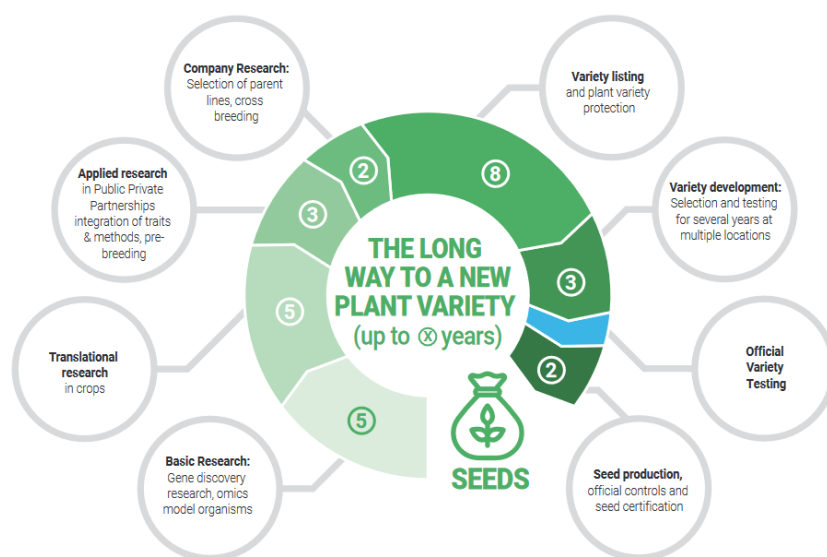 Company Research:
Selection of parent
lines, cross
breeding
Applied research
in Public Private
Partnerships
integration of traits
& methods, pre-
breeding
Translational
research
in crops
Basic Research:
Gene discovery
research, omics
model organisms
5
5
3
2
8
3
2
THE LONG
WAY TO A NEW
PLANT VARIETY
(up to ⓧ years)
SEEDS
Variety listing
and plant variety
protection
Variety development:
Selection and testing
for several years at
multiple locations
Official
Variety
Testing
Seed production,
official controls and
seed certification